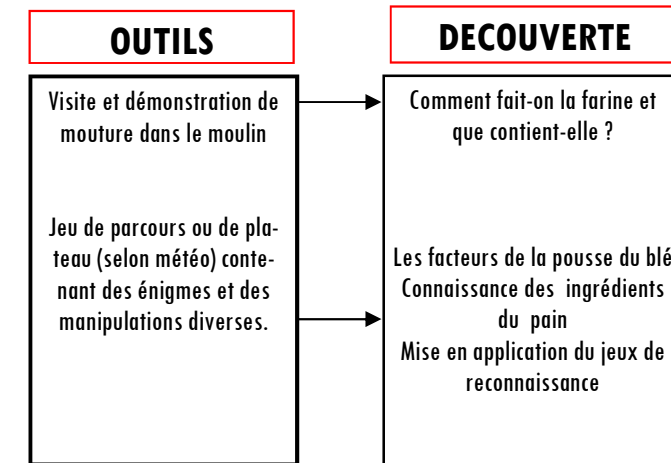 OUTILS
Visite et démonstration de
mouture dans le moulin
Jeu de parcours ou de pla-
teau (selon météo) conte-
nant des énigmes et des
manipulations diverses.
DECOUVERTE
Comment fait-on la farine et
que contient-elle ?
Les facteurs de la pousse du blé
Connaissance des ingrédients
du pain
Mise en application du jeux de
reconnaissance